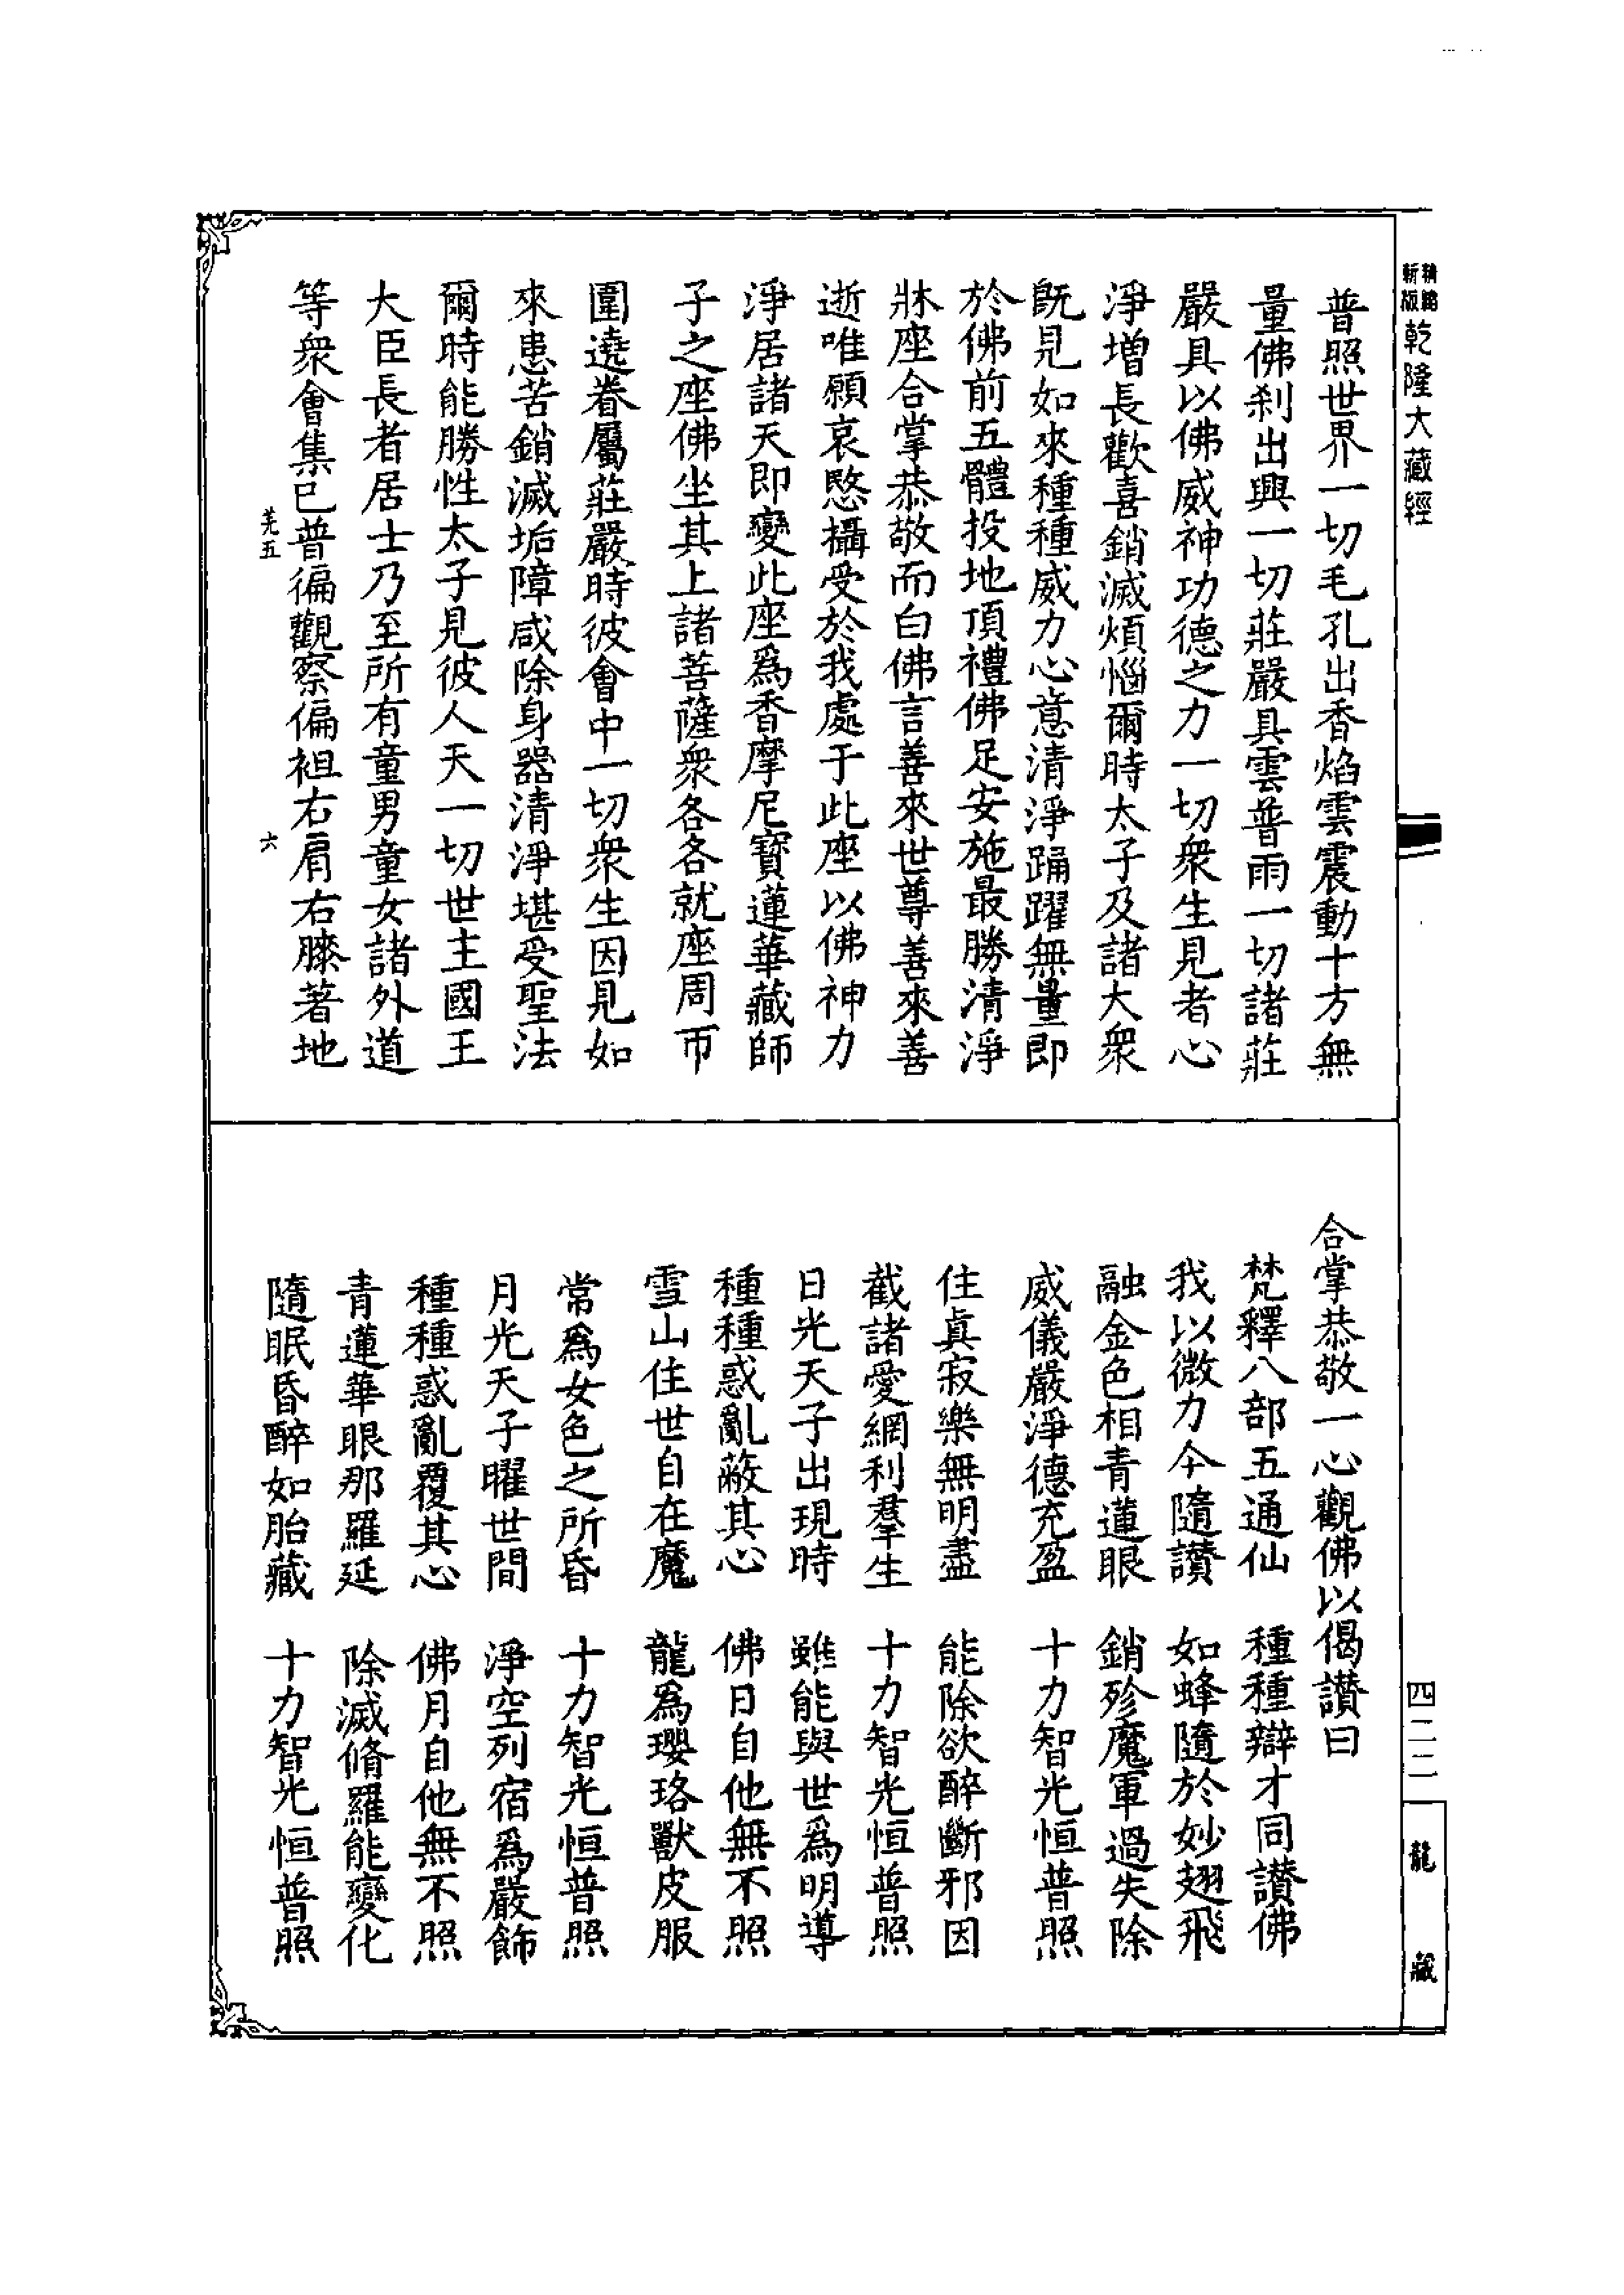 精編
新版
乾隆大藏經
普照世界一切毛孔出香焰雲震動十方無
量佛刹出興一切莊嚴具雲普雨一切諸莊
嚴具以佛威神功德之力一切衆生見者心
淨增長歡喜銷滅煩惱爾時太子及諸大衆
既見如來種種威力心意清淨踊躍無量即
於佛前五體投地頂禮佛足安施最勝清淨
牀座合掌恭敬而白佛言善來世尊善來善
逝唯願哀愍攝受於我處于此座以佛神力
淨居諸天即變此座爲香摩尼寶蓮華藏師
子之座佛坐其上諸菩薩衆各各就座周帀
圍遶眷屬莊嚴時彼會中一切衆生因見如
來患苦銷滅垢障咸除身器清淨堪受聖法
爾時能勝性太子見彼人天一切世主國王
大臣長者居士乃至所有童男童女諸外道
等衆會集已普徧觀察偏袒右肩右膝著地
羌五
六
合掌恭敬一心觀佛以偈讃曰
梵釋八部五通仙 種種辯才同讃佛
我以微力今隨讃 如蜂隨於妙翅飛
融金色相青蓮眼 銷殄魔軍過失除
威儀嚴淨德充盈 十力智光恒普照
住真寂樂無明盡 能除欲醉斷邪因
截諸愛網利羣生 十力智光恒普照
日光天子出現時 雖能與世爲明導
種種惑亂蔽其心 佛日自他無不照
雪山住世自在魔 龍爲瓔珞獸皮服
常爲女色之所昏 十力智光恒普照
月光天子曜世間 淨空列宿爲嚴飾
種種惑亂覆其心 佛月自他無不照
青蓮華眼那羅延 除滅脩羅能變化
隨眠昏醉如胎藏 十力智光恒普照
四二二
龍藏